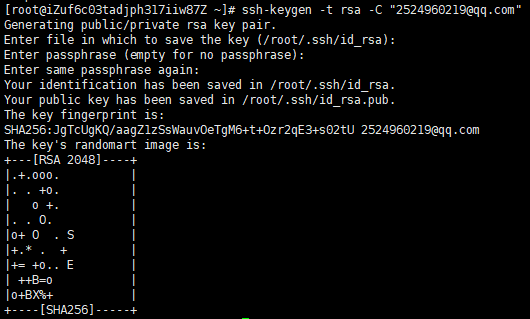 [root@iZuf6c03tadjph317iiw87Z ~]# ssh-keygen -t rsa -C "2524960219@qq.com"
Generating public/private rsa key pair.
Enter file in which to save the key (/root/.ssh/id_rsa):
Enter passphrase (empty for no passphrase):
Enter same passphrase again:
Your identification has been saved in /root/.ssh/id_rsa.
Your public key has been saved in /root/.ssh/id_rsa.pub.
The key fingerprint is:
SHA256:JgTcUgKQ/aagZlzSsWauvOeTgM6+t+Ozr2qE3+s02tU 2524960219@qq.com
The key's randomart image is:
+---[RSA 2048]----+
|.+.ooo.          |
|. . +o.          |
|   o +.          |
|. . O.           |
|o+ O  . S        |
|+.* .  +         |
|+= +o.. E        |
| ++B=o           |
|o+BX%+           |
+----[SHA256]-----+